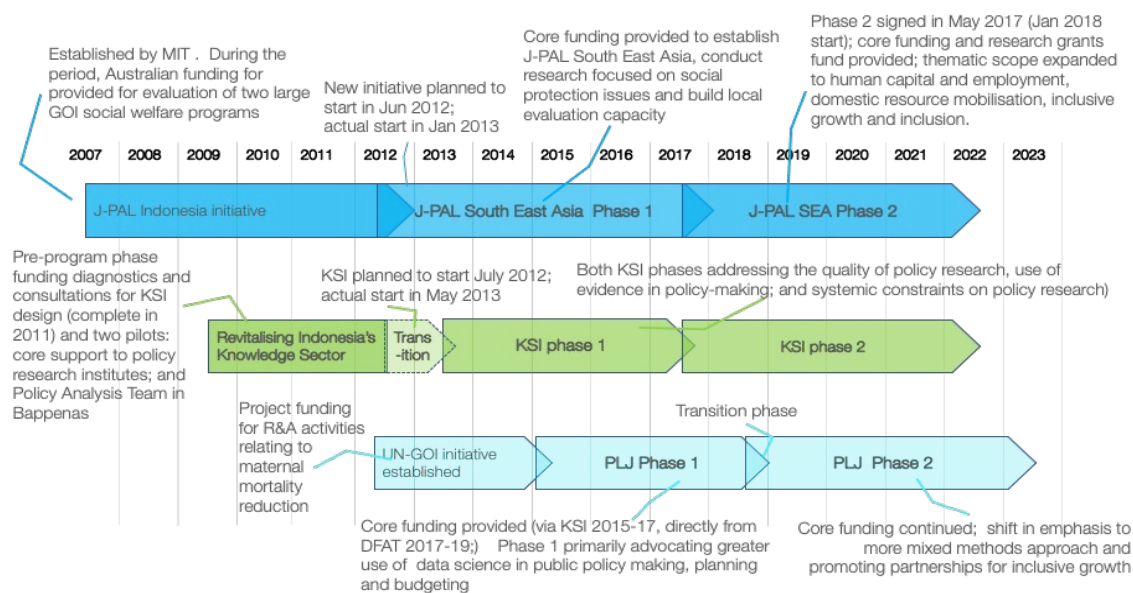 Established by MIT . During the
period, Australian funding for
provided for evaluation of two large
GOI social welfare programs
New initiative planned to
start in Jun 2012;
actual start in Jan 2013
Core funding provided to establish
J-PAL South East Asia, conduct
research focused on social
protection issues and build local
evaluation capacity
Phase 2 signed in May 2017 (Jan 2018
start); core funding and research grants
fund provided; thematic scope expanded
to human capital and employment,
domestic resource mobilisation, inclusive
growth and inclusion.
2007 2008 2009 2010 2011 2012 2013 2014 2015 2016 2017 2018 2019 2020 2021 2022 2023
J-PAL Indonesia initiative
J-PAL South East Asia Phase 1
J-PAL SEA Phase 2
Pre-program phase
funding diagnostics and
consultations for KSI
design (complete in
2011) and two pilots:
core support to policy
research institutes; and
Policy Analysis Team in
Bappenas
KSI planned to start July 2012;
actual start in May 2013
Both KSI phases addressing the quality of policy research, use of
evidence in policy-making; and systemic constraints on policy research)
Revitalising Indonesia's
Knowledge Sector
Trans
-ition
KSI phase 1
KSI phase 2
Project funding
for R&A activities
relating to
maternal
mortality
reduction
Transition phase
UN-GOI initiative
established
PLJ Phase 1
PLJ Phase 2
Core funding provided (via KSI 2015-17, directly from
DFAT 2017-19;) Phase 1 primarily advocating greater
use of data science in public policy making, planning
and budgeting
Core funding continued; shift in emphasis to
more mixed methods approach and
promoting partnerships for inclusive growth